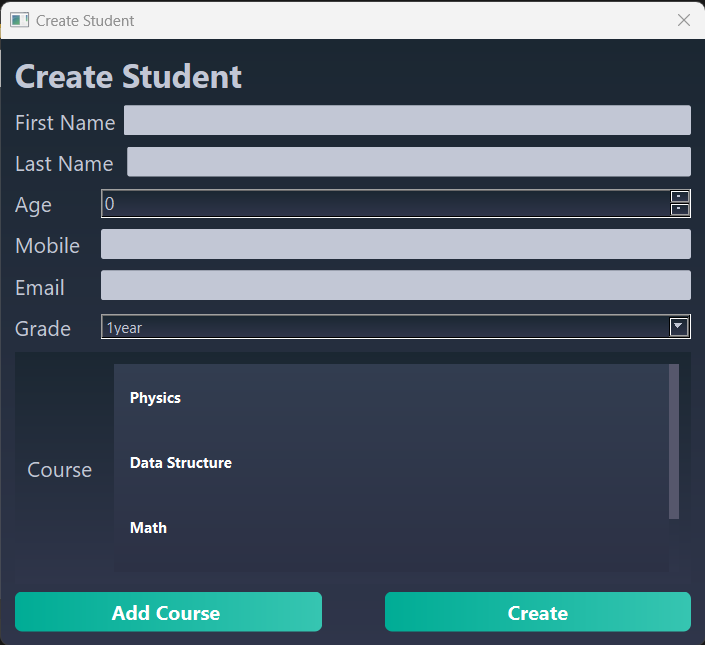 Create Student
Create Student
First Name
Last Name
Age 0
Mobile
Email
Grade 1year
Physics
Data Structure
Course
Math
Add Course Create